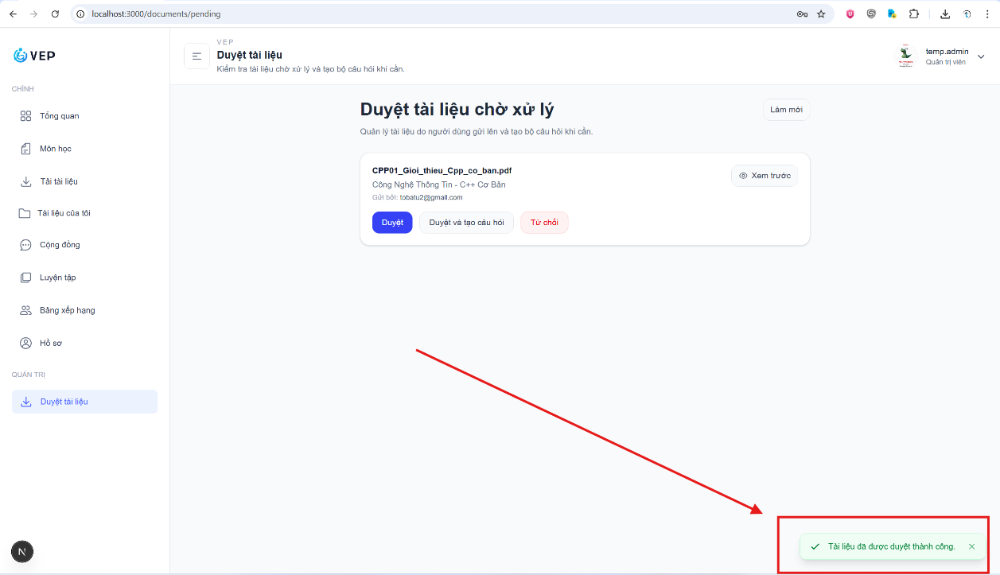 localhost:3000/documents/pending
VEP
CHÍNH
Tổng quan
Môn học
Tải tài liệu
Tài liệu của tôi
Cộng đồng
Luyện tập
Bảng xếp hạng
Hồ sơ
QUẢN TRỊ
Duyệt tài liệu
N
VEP
Duyệt tài liệu
Kiểm tra tài liệu chờ xử lý và tạo bộ câu hỏi khi cần.
temp.admin
Quản trị viên
Duyệt tài liệu chờ xử lý
Làm mới
Quản lý tài liệu do người dùng gửi lên và tạo bộ câu hỏi khi cần.
CPP01_Gioi_thieu_Cpp_co_ban.pdf
Xem trước
Công Nghệ Thông Tin - C++ Cơ Bản
Gửi bởi: tobatu2@gmail.com
Duyệt
Duyệt và tạo câu hỏi
Từ chối
Tài liệu đã được duyệt thành công.